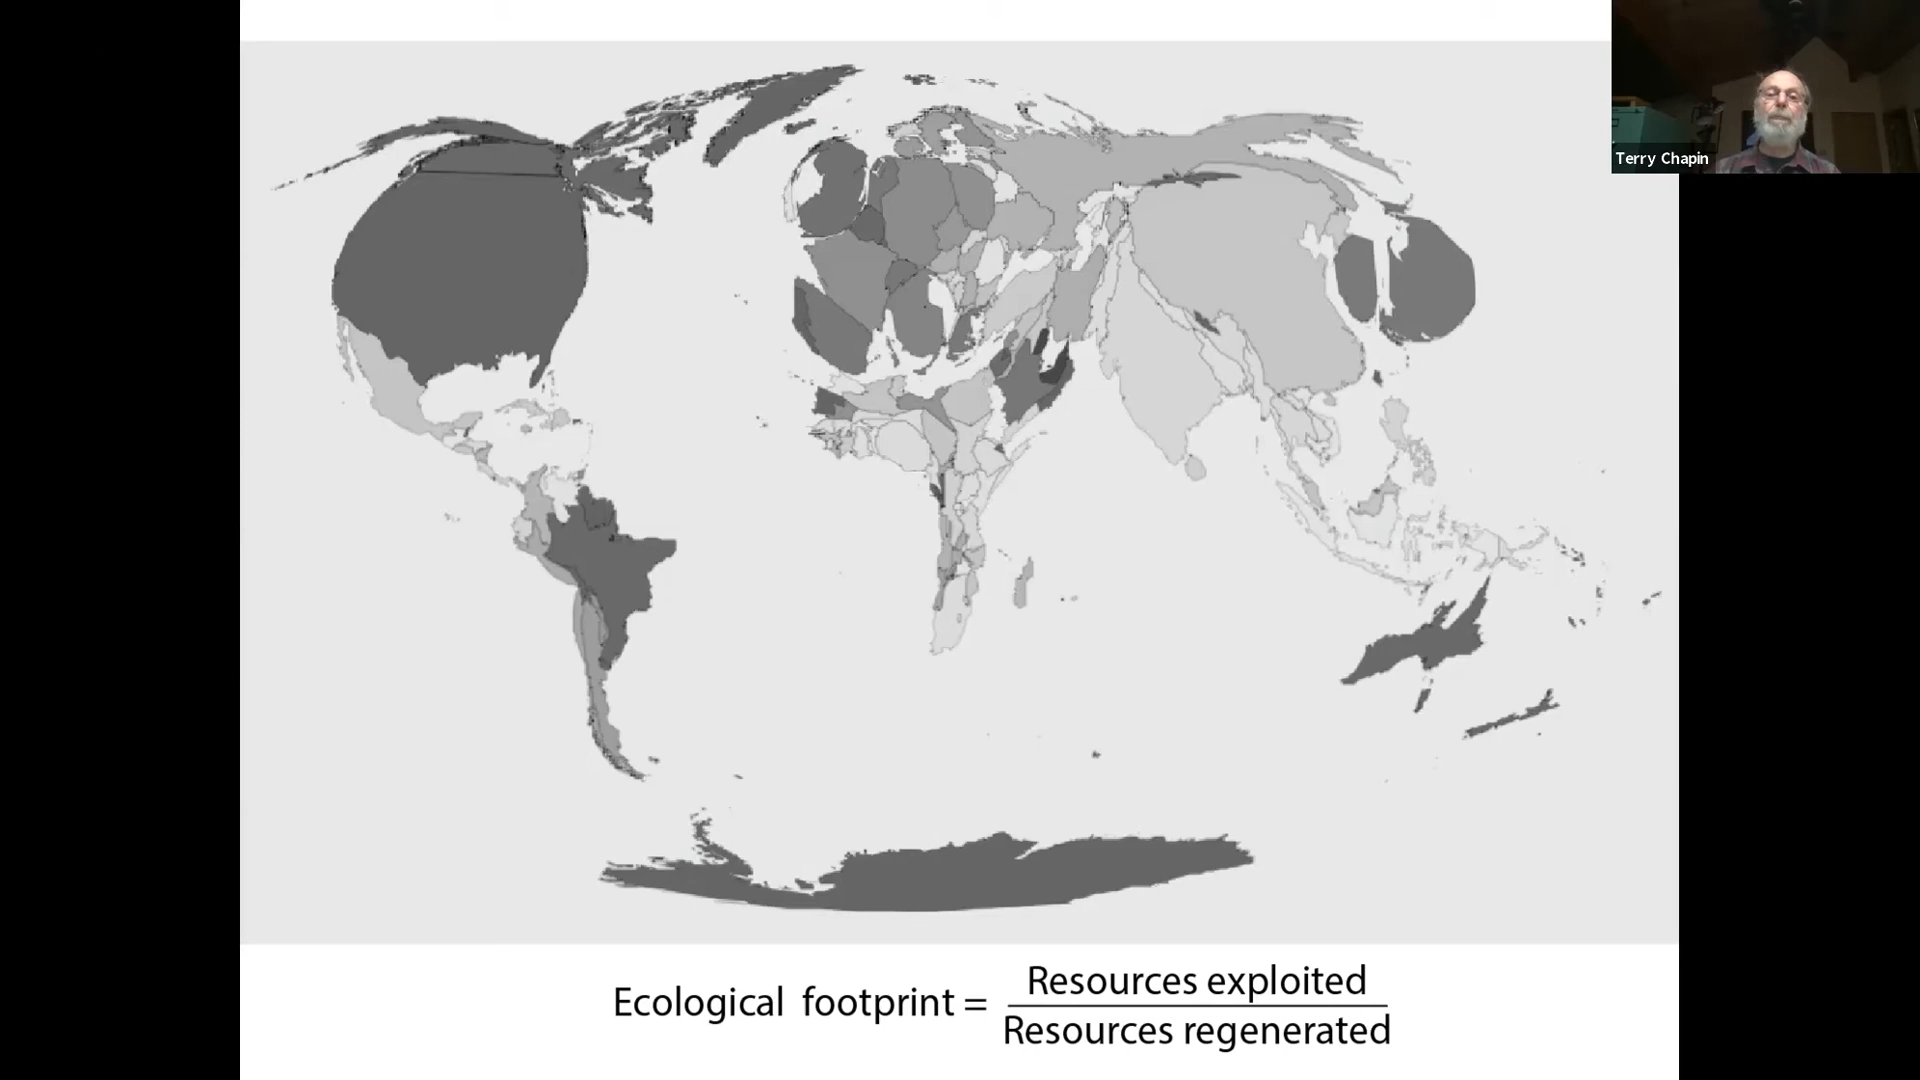 Terry Chapin
Ecological footprint = Resources exploited
Resources regenerated